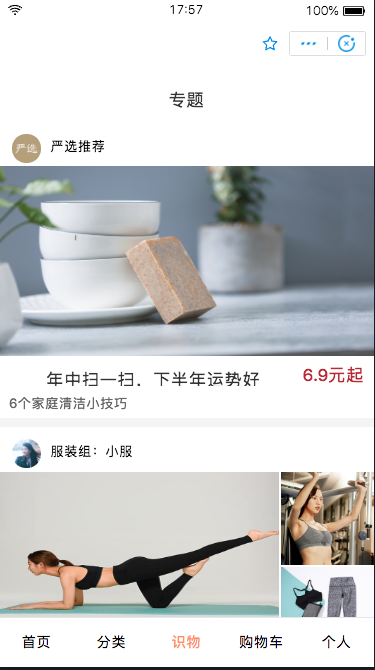 17:57
100%
专题
严选
严选推荐
年中扫一扫，下半年运势好
6.9元起
6个家庭清洁小技巧
服装组：小服
首页
分类
识物
购物车
个人